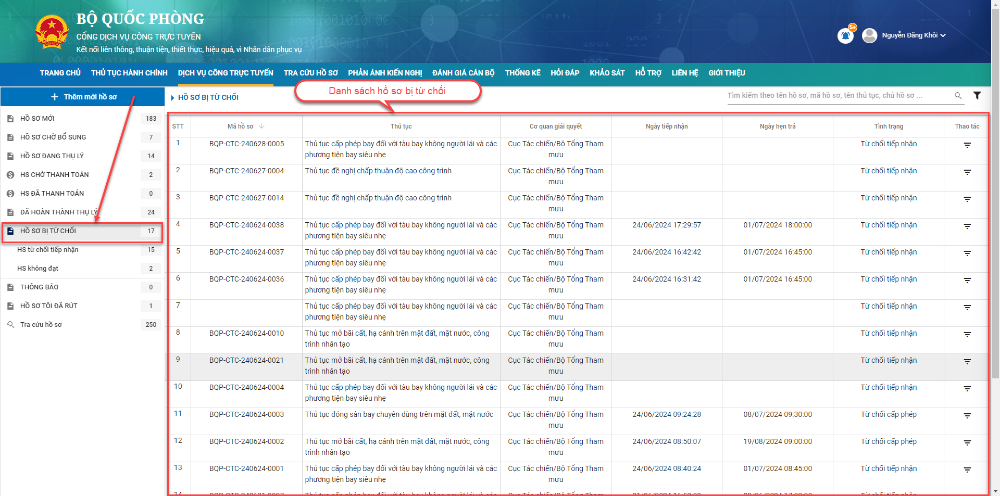 BỘ QUỐC PHÒNG
CỔNG DỊCH VỤ CÔNG TRỰC TUYẾN
Kết nối liên thông, thuận tiện, thiết thực, hiệu quả, vì Nhân dân phục vụ
5+
Nguyễn Đăng Khôi
TRANG CHỦ THỦ TỤC HÀNH CHÍNH DỊCH VỤ CÔNG TRỰC TUYẾN TRA CỨU HỒ SƠ PHẢN ÁNH KIẾN NGHỊ ĐÁNH GIÁ CÁN BỘ THỐNG KÊ HỎI ĐÁP KHẢO SÁT HỖ TRỢ LIÊN HỆ GIỚI THIỆU
Thêm mới hồ sơ
HỒ SƠ MỚI 183
HỒ SƠ CHỜ BỔ SUNG 7
HỒ SƠ ĐANG THỤ LÝ 14
HS CHỜ THANH TOÁN 2
HS ĐÃ THANH TOÁN 0
ĐÃ HOÀN THÀNH THỤ LÝ 24
HỒ SƠ BỊ TỪ CHỐI 17
HS từ chối tiếp nhận 15
HS không đạt 2
THÔNG BÁO 0
HỒ SƠ TÔI ĐÃ RÚT 1
Tra cứu hồ sơ 250
HỒ SƠ BỊ TỪ CHỐI
Danh sách hồ sơ bị từ chối
Tìm kiếm theo tên hồ sơ, mã hồ sơ, tên thủ tục, chủ hồ sơ ...
STT Mã hồ sơ Thủ tục Cơ quan giải quyết Ngày tiếp nhận Ngày hẹn trả Tình trạng Thao tác
1 BQP-CTC-240628-0005 Thủ tục cấp phép bay đối với tàu bay không người lái và các Cục Tác chiến/Bộ Tổng Tham Từ chối tiếp nhận
phương tiện bay siêu nhẹ mưu
2 BQP-CTC-240627-0004 Thủ tục đề nghị chấp thuận độ cao công trình Cục Tác chiến/Bộ Tổng Tham Từ chối tiếp nhận
mưu
3 BQP-CTC-240627-0014 Thủ tục đề nghị chấp thuận độ cao công trình Cục Tác chiến/Bộ Tổng Tham Từ chối tiếp nhận
mưu
4 BQP-CTC-240624-0038 Thủ tục cấp phép bay đối với tàu bay không người lái và các Cục Tác chiến/Bộ Tổng Tham 24/06/2024 17:29:57 01/07/2024 18:00:00 Từ chối tiếp nhận
phương tiện bay siêu nhẹ mưu
5 BQP-CTC-240624-0037 Thủ tục cấp phép bay đối với tàu bay không người lái và các Cục Tác chiến/Bộ Tổng Tham 24/06/2024 16:42:42 01/07/2024 16:45:00 Từ chối tiếp nhận
phương tiện bay siêu nhẹ mưu
6 BQP-CTC-240624-0036 Thủ tục cấp phép bay đối với tàu bay không người lái và các Cục Tác chiến/Bộ Tổng Tham 24/06/2024 16:31:42 01/07/2024 16:45:00 Từ chối tiếp nhận
phương tiện bay siêu nhẹ mưu
7 Thủ tục cấp phép bay đối với tàu bay không người lái và các Cục Tác chiến/Bộ Tổng Tham Từ chối tiếp nhận
phương tiện bay siêu nhẹ mưu
8 BQP-CTC-240624-0010 Thủ tục mở bãi cất, hạ cánh trên mặt đất, mặt nước, công Cục Tác chiến/Bộ Tổng Tham Từ chối tiếp nhận
trình nhân tạo mưu
9 BQP-CTC-240624-0021 Thủ tục mở bãi cất, hạ cánh trên mặt đất, mặt nước, công Cục Tác chiến/Bộ Tổng Tham Từ chối tiếp nhận
trình nhân tạo mưu
10 BQP-CTC-240624-0004 Thủ tục cấp phép bay đối với tàu bay không người lái và các Cục Tác chiến/Bộ Tổng Tham Từ chối tiếp nhận
phương tiện bay siêu nhẹ mưu
11 BQP-CTC-240624-0003 Thủ tục đóng sân bay chuyên dùng trên mặt đất, mặt nước Cục Tác chiến/Bộ Tổng Tham 24/06/2024 09:24:28 08/07/2024 09:30:00 Từ chối cấp phép
mưu
12 BQP-CTC-240624-0002 Thủ tục mở bãi cất, hạ cánh trên mặt đất, mặt nước, công Cục Tác chiến/Bộ Tổng Tham 24/06/2024 08:50:07 19/08/2024 09:00:00 Từ chối cấp phép
trình nhân tạo mưu
13 BQP-CTC-240624-0001 Thủ tục cấp phép bay đối với tàu bay không người lái và các Cục Tác chiến/Bộ Tổng Tham 24/06/2024 08:40:24 01/07/2024 08:45:00 Từ chối tiếp nhận
phương tiện bay siêu nhẹ mưu